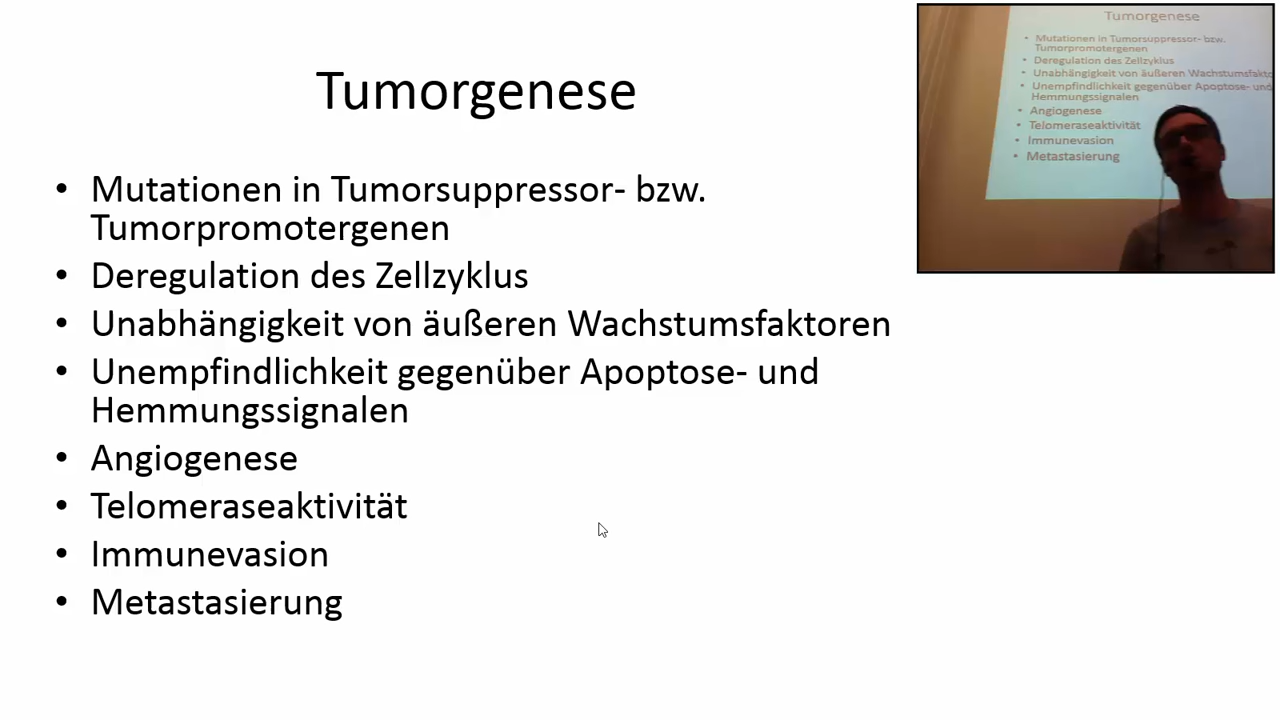 Tumorgenese
• Mutationen in Tumorsuppressor- bzw.
Tumorpromotergenen
• Deregulation des Zellzyklus
• Unabhängigkeit von äußeren Wachstumsfaktoren
• Unempfindlichkeit gegenüber Apoptose- und
Hemmungssignalen
• Angiogenese
• Telomeraseaktivität
• Immunevasion
• Metastasierung
Tumorgenese
• Mutationen in Tumorsuppressor- bzw.
Tumorpromotergenen
• Deregulation des Zellzyklus
• Unabhängigkeit von äußeren Wachstumsfakto
• Unempfindlichkeit gegenüber Apoptose- und
Hemmungssignalen
• Angiogenese
• Telomeraseaktivität
• Immunevasion
• Metastasierung